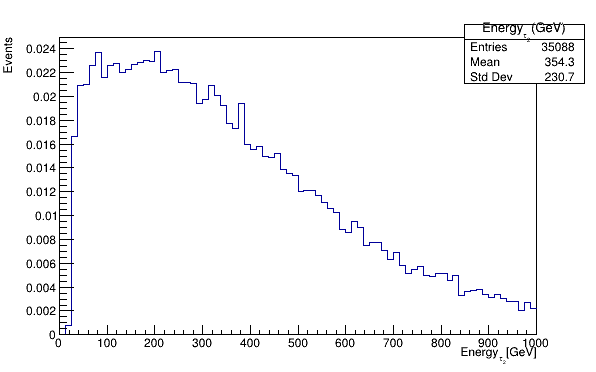 Energy_τ₂(GeV)
Entries 35088
Mean 354.3
Std Dev 230.7
Events
0.024
0.022
0.02
0.018
0.016
0.014
0.012
0.01
0.008
0.006
0.004
0.002
0
0 100 200 300 400 500 600 700 800 900 1000
Energy_τ₂[GeV]